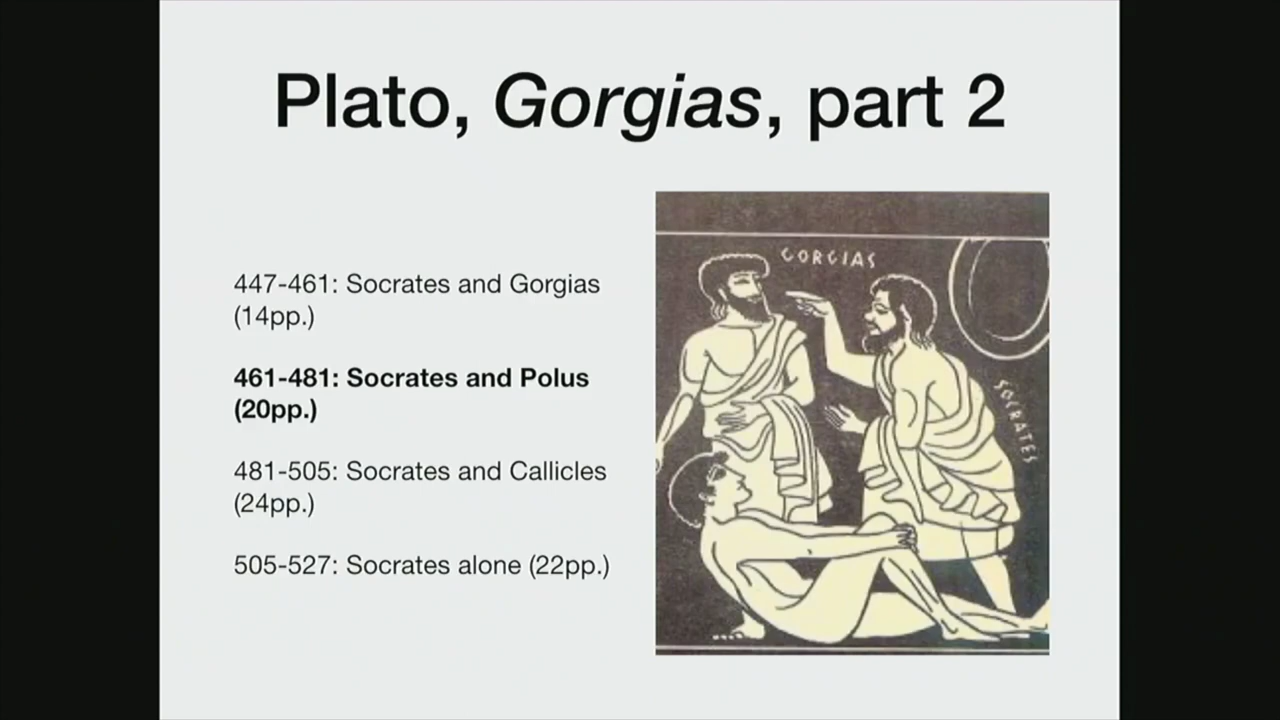 Plato, Gorgias, part 2
447-461: Socrates and Gorgias
(14pp.)
461-481: Socrates and Polus
(20pp.)
481-505: Socrates and Callicles
(24pp.)
505-527: Socrates alone (22pp.)
GORGIAS
SOCRATES